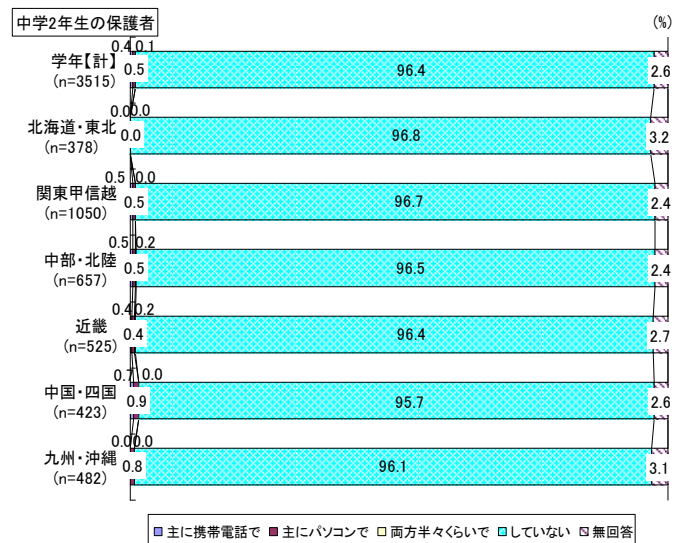 中学2年生の保護者
(%)
0.4 0.1
学年【計】 0.5 96.4 2.6
(n=3515)
0.0 0.0
北海道・東北 0.0 96.8 3.2
(n=378)
0.5 0.0
関東甲信越 0.5 96.7 2.4
(n=1050)
0.5 0.2
中部・北陸 0.5 96.5 2.4
(n=657)
0.4 0.2
近畿 0.4 96.4 2.7
(n=525)
0.7 0.0
中国・四国 0.9 95.7 2.6
(n=423)
0.0 0.0
九州・沖縄 0.8 96.1 3.1
(n=482)
主に携帯電話で 主にパソコンで 両方半々くらいで していない 無回答